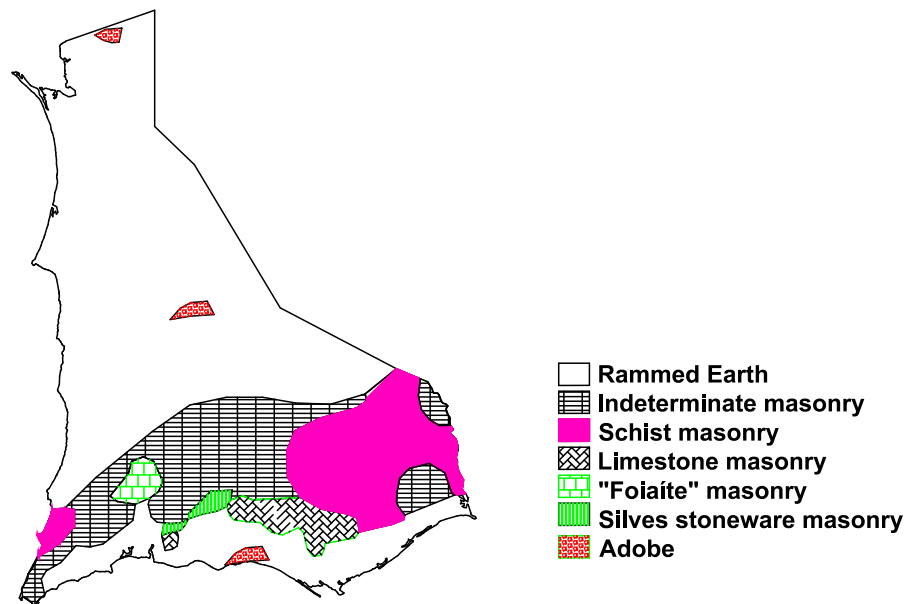 Rammed Earth
Indeterminate masonry
Schist masonry
Limestone masonry
"Foiaíte" masonry
Silves stoneware masonry
Adobe